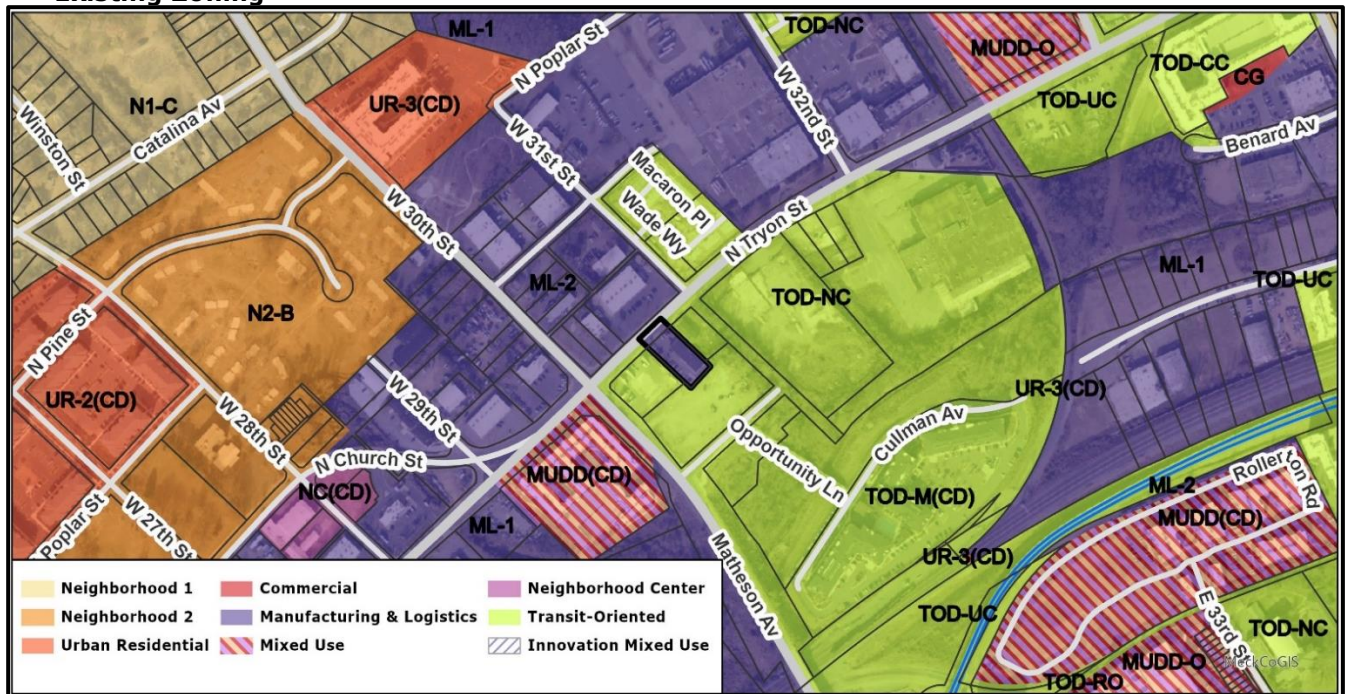 Existing Zoning
ML-1
N Poplar St
TOD-NC
MUDD-O
TOD-CC
CG
N1-C
Catalina Av
UR-3(CD)
W 32nd St
TOD-UC
Winston St
W 31st St
Benard Av
Macaron Pl
Wade Wy
N Tryon St
W 30th St
ML-1
ML-2
TOD-NC
TOD-UC
N2-B
N Pine St
UR-3(CD)
UR-2(CD)
W 29th St
Cullman Av
W 28th St
N Church St
Opportunity Ln
Rollerton Rd
MUDD(CD)
ML-2
NC(CD)
TOD-M(CD)
MUDD(CD)
Poplar St
W 27th St
ML-1
Matheson Av
UR-3(CD)
E 33rd St
TOD-UC
TOD-NC
MUDD-O
TOD-RO
MeckCoGIS
Neighborhood 1
Commercial
Neighborhood Center
Neighborhood 2
Manufacturing & Logistics
Transit-Oriented
Urban Residential
Mixed Use
Innovation Mixed Use